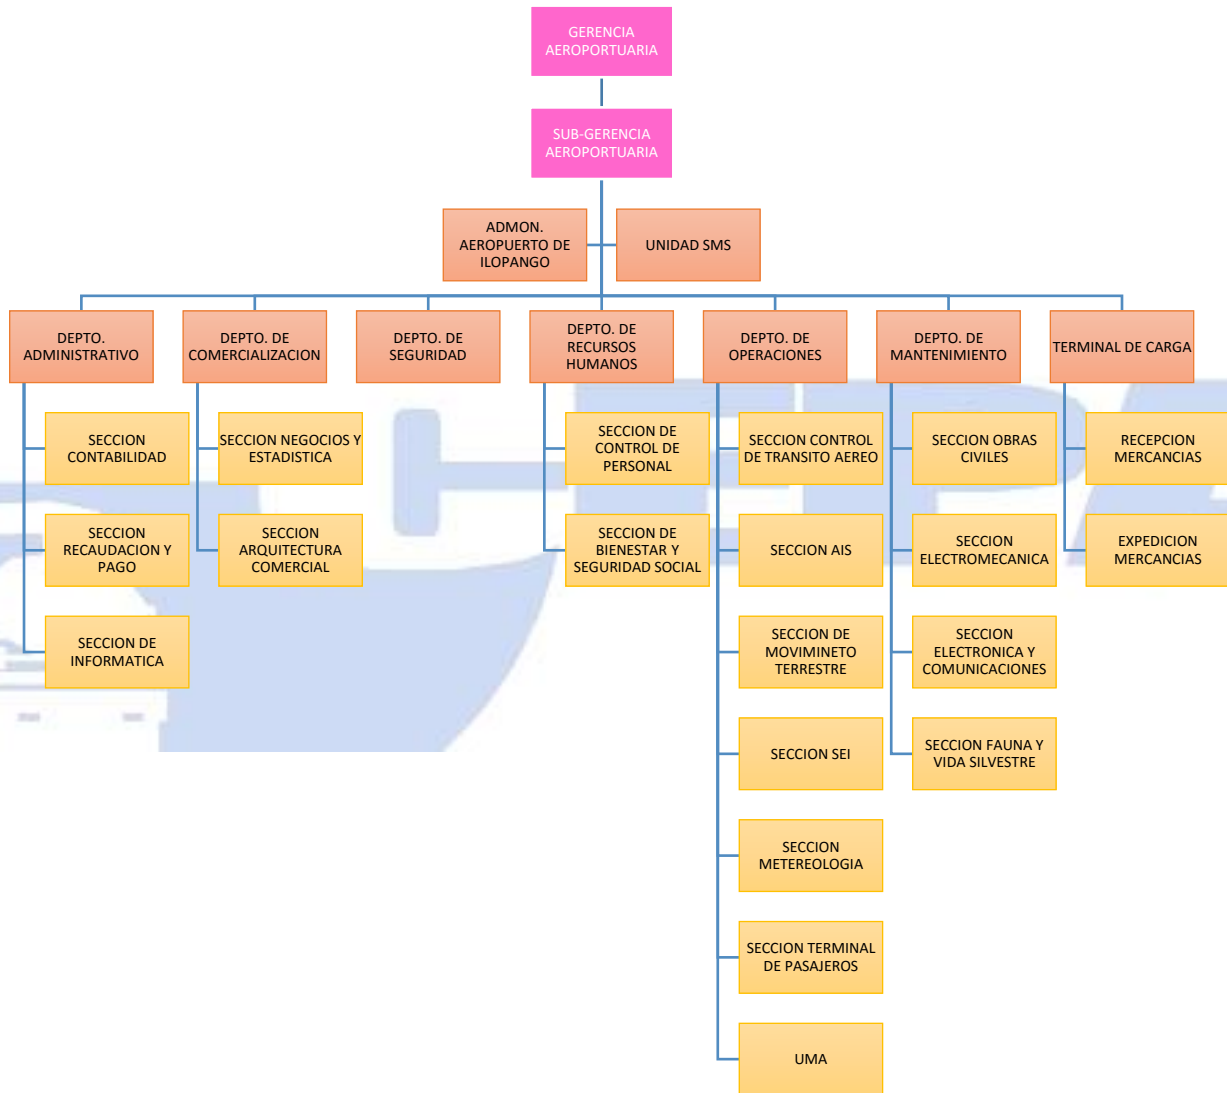 GERENCIA
AEROPORTUARIA
SUB-GERENCIA
AEROPORTUARIA
ADMON.
AEROPUERTO DE
ILOPANGO
UNIDAD SMS
DEPTO.
ADMINISTRATIVO
DEPTO. DE
COMERCIALIZACION
DEPTO. DE
SEGURIDAD
DEPTO. DE
RECURSOS
HUMANOS
DEPTO. DE
OPERACIONES
DEPTO. DE
MANTENIMIENTO
TERMINAL DE CARGA
SECCION
CONTABILIDAD
SECCION NEGOCIOS Y
ESTADISTICA
SECCION DE
CONTROL DE
PERSONAL
SECCION CONTROL
DE TRANSITO AEREO
SECCION OBRAS
CIVILES
RECEPCION
MERCANCIAS
SECCION
RECAUDACION Y
PAGO
SECCION
ARQUITECTURA
COMERCIAL
SECCION DE
BIENESTAR Y
SEGURIDAD SOCIAL
SECCION AIS
SECCION
ELECTROMECANICA
EXPEDICION
MERCANCIAS
SECCION DE
INFORMATICA
SECCION DE
MOVIMINETO
TERRESTRE
SECCION
ELECTRONICA Y
COMUNICACIONES
SECCION SEI
SECCION FAUNA Y
VIDA SILVESTRE
SECCION
METEREOLOGIA
SECCION TERMINAL
DE PASAJEROS
UMA